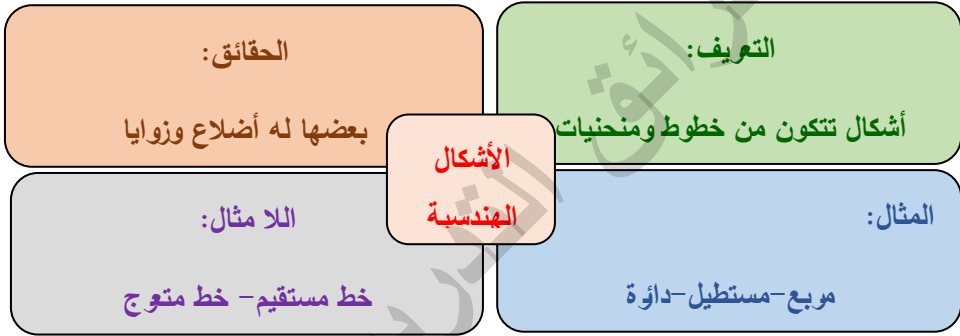 التعريف:
أشكال تتكون من خطوط ومنحنيات
الحقائق:
بعضها له أضلاع وزوايا
الأشكال
الهندسية
المثال:
مربع-مستطيل-دائرة
اللا مثال:
خط مستقيم- خط متعرج